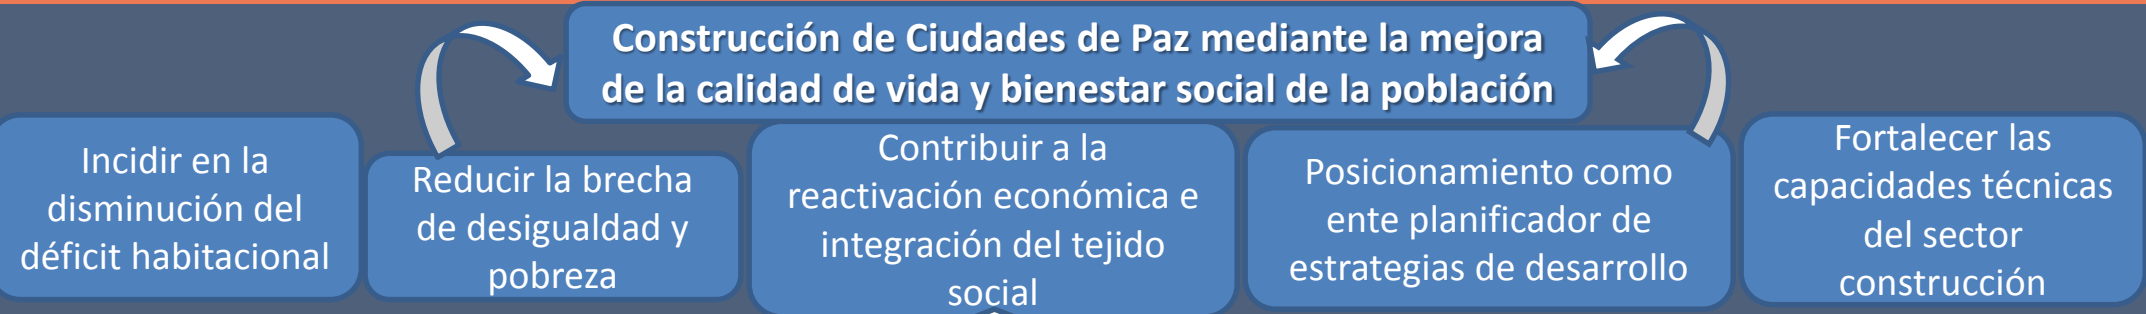 Construcción de Ciudades de Paz mediante la mejora
de la calidad de vida y bienestar social de la población
Incidir en la
disminución del
déficit habitacional
Reducir la brecha
de desigualdad y
pobreza
Contribuir a la
reactivación económica e
integración del tejido
social
Posicionamiento como
ente planificador de
estrategias de desarrollo
Fortalecer las
capacidades técnicas
del sector
construcción